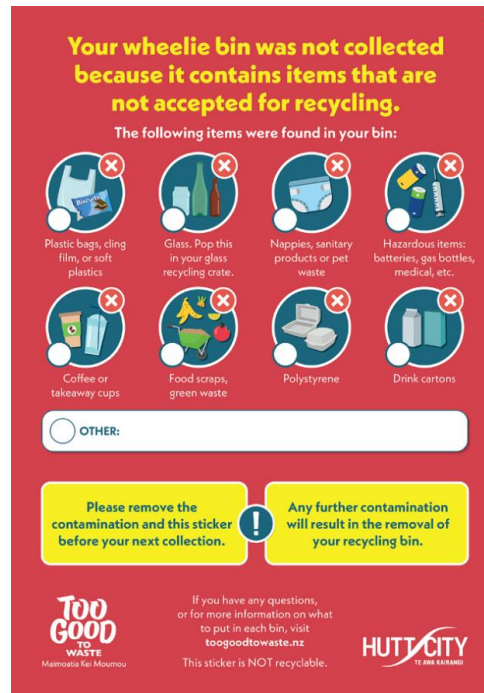 Your wheelie bin was not collected
because it contains items that are
not accepted for recycling.
The following items were found in your bin:
Biscuits
Plastic bags, cling
film, or soft
plastics
Glass. Pop this
in your glass
recycling crate.
Nappies, sanitary
products or pet
waste
Hazardous items:
batteries, gas bottles,
medical, etc.
Coffee or
takeaway cups
Food scraps,
green waste
Polystyrene
Drink cartons
OTHER:
Please remove the
contamination and this sticker
before your next collection.
!
Any further contamination
will result in the removal of
your recycling bin.
TOO
GOOD
TO
WASTE
Maimoatia Kei Moumou
If you have any questions,
or for more information on what
to put in each bin, visit
toogoodtowaste.nz
This sticker is NOT recyclable.
HUTT CITY
TE AWA KAIRANGI